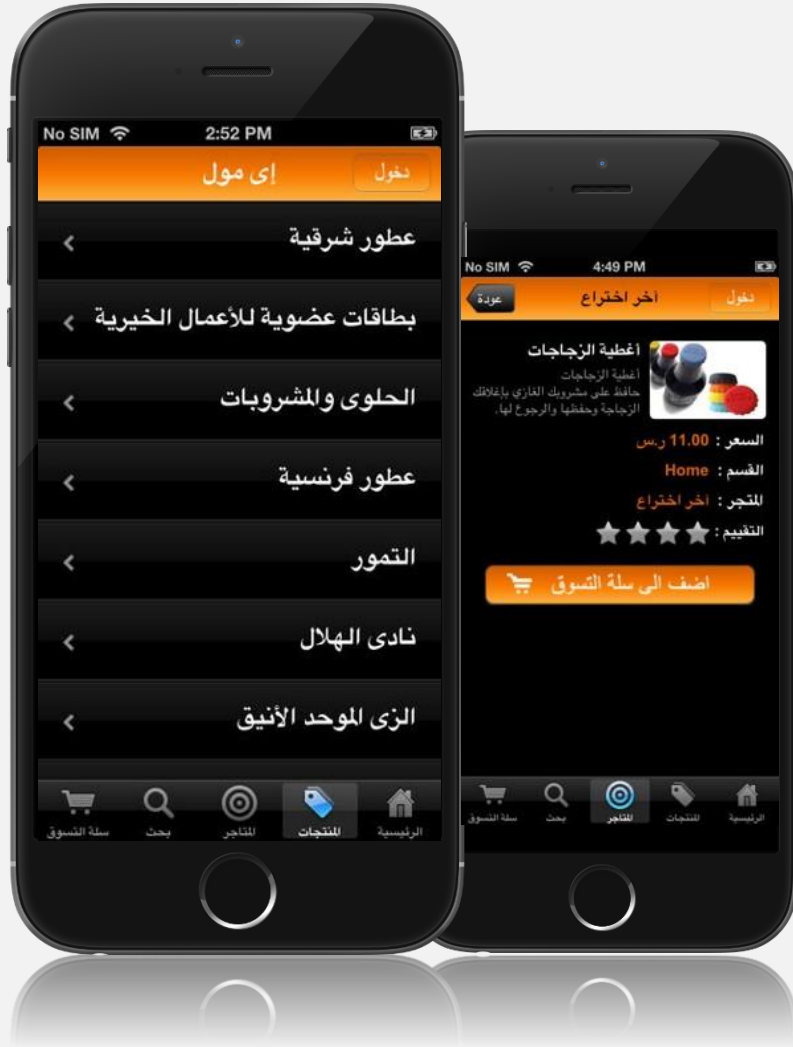 No SIM 2:52 PM
دخول إى مول
عطور شرقية
بطاقات عضوية للأعمال الخيرية
الحلوى والمشروبات
عطور فرنسية
التمور
نادى الهلال
الزى الموحد الأنيق
الرئيسية المنتجات المتاجر بحث سلة التسوق
No SIM 4:49 PM
دخول آخر اختراع عودة
أغطية الزجاجات
أغطية الزجاجات
حافظ على مشروبك الغازي بإغلاقك
الزجاجة وحفظها والرجوع لها.
السعر : 11.00 ر.س
القسم : Home
المتجر : آخر اختراع
التقييم :
اضف الى سلة التسوق
الرئيسية المنتجات المتاجر بحث سلة التسوق